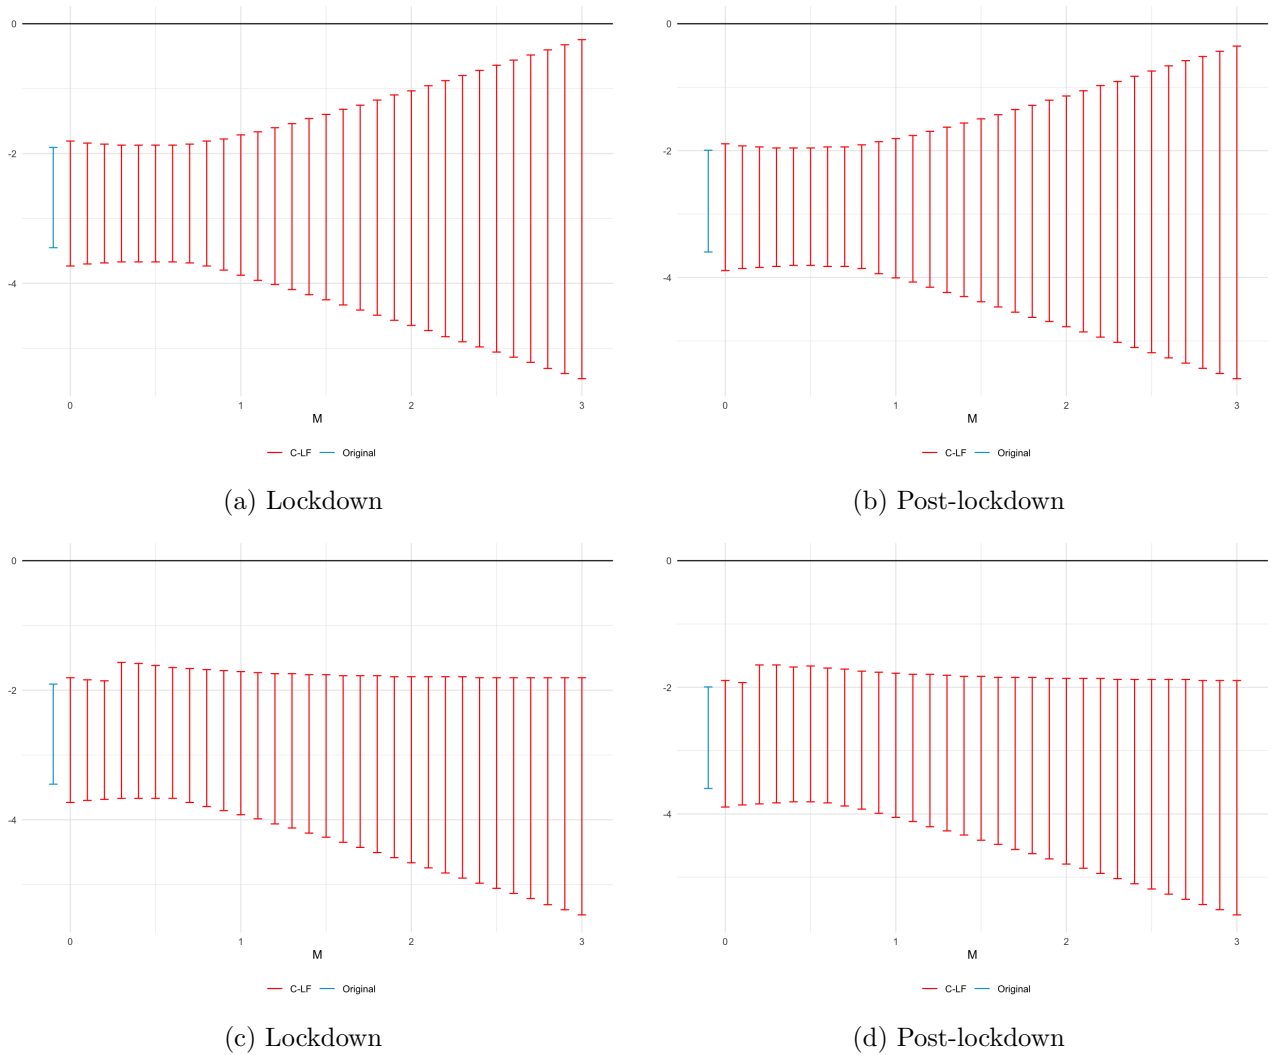 0
-2
-4
0 1 2 3
M
C-LF Original
(a) Lockdown
0
-2
-4
0 1 2 3
M
C-LF Original
(b) Post-lockdown
0
-2
-4
0 1 2 3
M
C-LF Original
(c) Lockdown
0
-2
-4
0 1 2 3
M
C-LF Original
(d) Post-lockdown